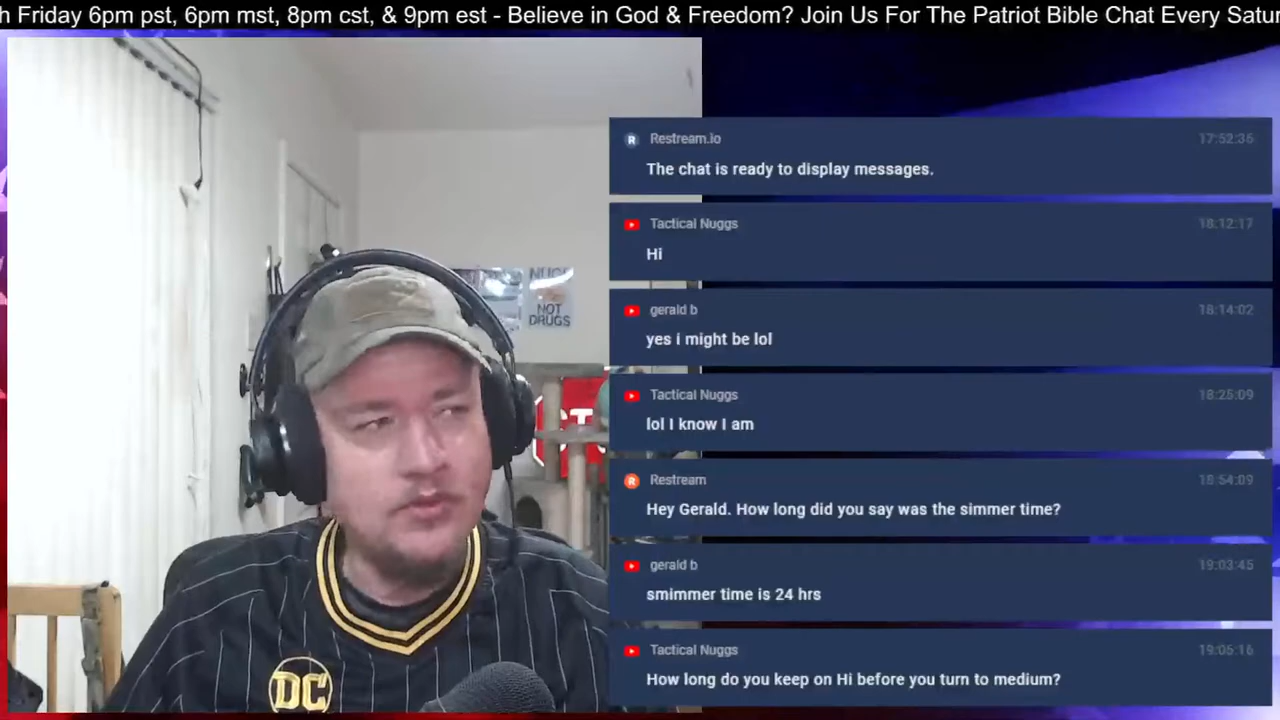 h Friday 6pm pst, 6pm mst, 8pm cst, & 9pm est - Believe in God & Freedom? Join Us For The Patriot Bible Chat Every Satur
Restream.io 17:52:36
The chat is ready to display messages.
Tactical Nuggs 18:12:17
Hi
gerald b 18:14:02
yes i might be lol
Tactical Nuggs 18:25:09
lol I know I am
Restream 18:54:09
Hey Gerald. How long did you say was the simmer time?
gerald b 19:03:45
smimmer time is 24 hrs
Tactical Nuggs 19:05:16
How long do you keep on Hi before you turn to medium?
NOT
DRUGS
DC